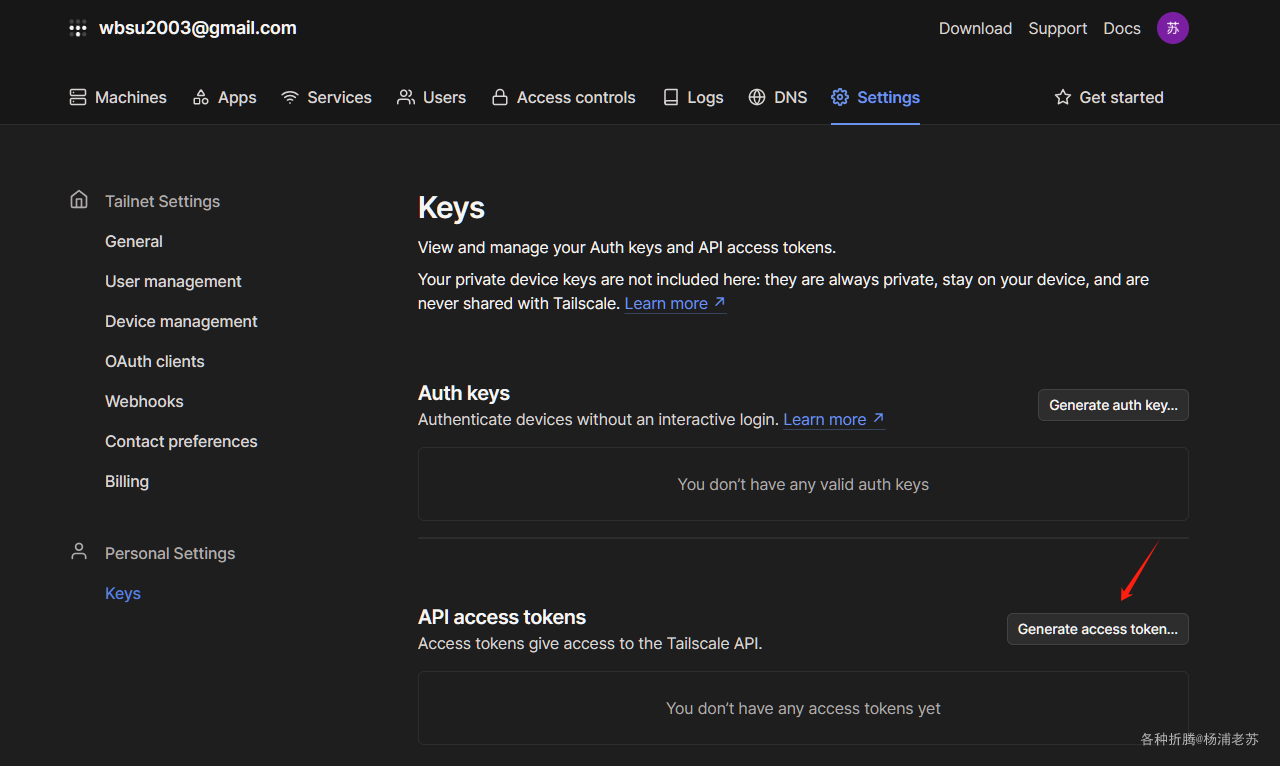 wbsu2003@gmail.com
Download Support Docs 苏
Machines Apps Services Users Access controls Logs DNS Settings Get started
Tailnet Settings
General
User management
Device management
OAuth clients
Webhooks
Contact preferences
Billing
Personal Settings
Keys
Keys
View and manage your Auth keys and API access tokens.
Your private device keys are not included here: they are always private, stay on your device, and are
never shared with Tailscale. Learn more ↗
Auth keys
Authenticate devices without an interactive login. Learn more ↗
Generate auth key...
You don’t have any valid auth keys
API access tokens
Access tokens give access to the Tailscale API.
Generate access token...
You don’t have any access tokens yet
各种折腾@杨浦老苏